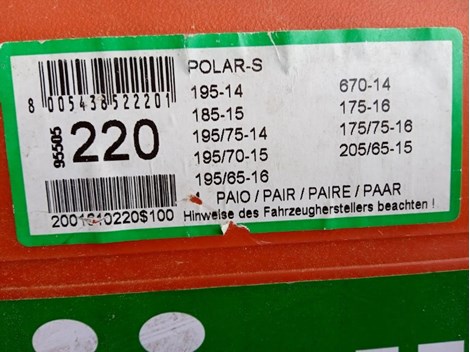 POLAR-S
195-14 670-14
185-15 175-16
195/75-14 175/75-16
195/70-15 205/65-15
195/65-16
1 PAIO / PAIR / PAIRE / PAAR
Hinweise des Fahrzeugherstellers beachten !
8 005438 522201
95505
220